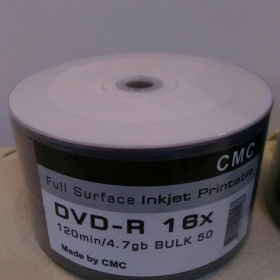 CMC
Full Surface Inkjet Printable
DVD-R 16x
120min/4.7gb BULK 50
Made by CMC